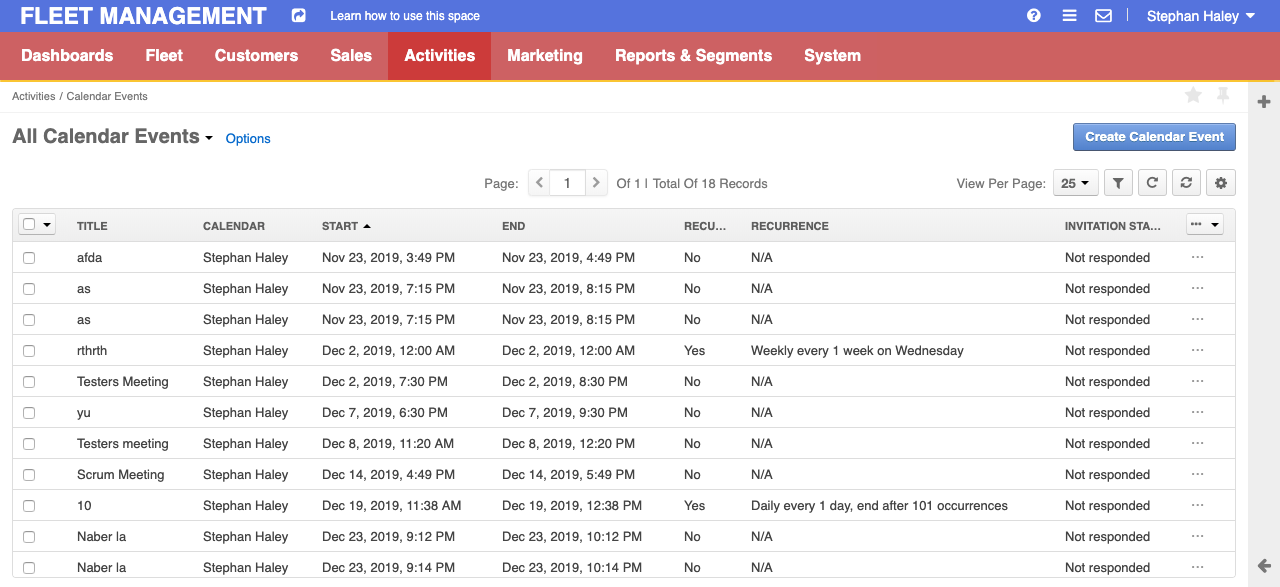 FLEET MANAGEMENT Learn how to use this space Stephan Haley
Dashboards Fleet Customers Sales Activities Marketing Reports & Segments System
Activities / Calendar Events
All Calendar Events Options Create Calendar Event
Page: 1 Of 1 | Total Of 18 Records View Per Page: 25
TITLE CALENDAR START END RECU... RECURRENCE INVITATION STA...
afda Stephan Haley Nov 23, 2019, 3:49 PM Nov 23, 2019, 4:49 PM No N/A Not responded
as Stephan Haley Nov 23, 2019, 7:15 PM Nov 23, 2019, 8:15 PM No N/A Not responded
as Stephan Haley Nov 23, 2019, 7:15 PM Nov 23, 2019, 8:15 PM No N/A Not responded
rthrth Stephan Haley Dec 2, 2019, 12:00 AM Dec 2, 2019, 12:00 AM Yes Weekly every 1 week on Wednesday Not responded
Testers Meeting Stephan Haley Dec 2, 2019, 7:30 PM Dec 2, 2019, 8:30 PM No N/A Not responded
yu Stephan Haley Dec 7, 2019, 6:30 PM Dec 7, 2019, 9:30 PM No N/A Not responded
Testers meeting Stephan Haley Dec 8, 2019, 11:20 AM Dec 8, 2019, 12:20 PM No N/A Not responded
Scrum Meeting Stephan Haley Dec 14, 2019, 4:49 PM Dec 14, 2019, 5:49 PM No N/A Not responded
10 Stephan Haley Dec 19, 2019, 11:38 AM Dec 19, 2019, 12:38 PM Yes Daily every 1 day, end after 101 occurrences Not responded
Naber la Stephan Haley Dec 23, 2019, 9:12 PM Dec 23, 2019, 10:12 PM No N/A Not responded
Naber la Stephan Haley Dec 23, 2019, 9:14 PM Dec 23, 2019, 10:14 PM No N/A Not responded